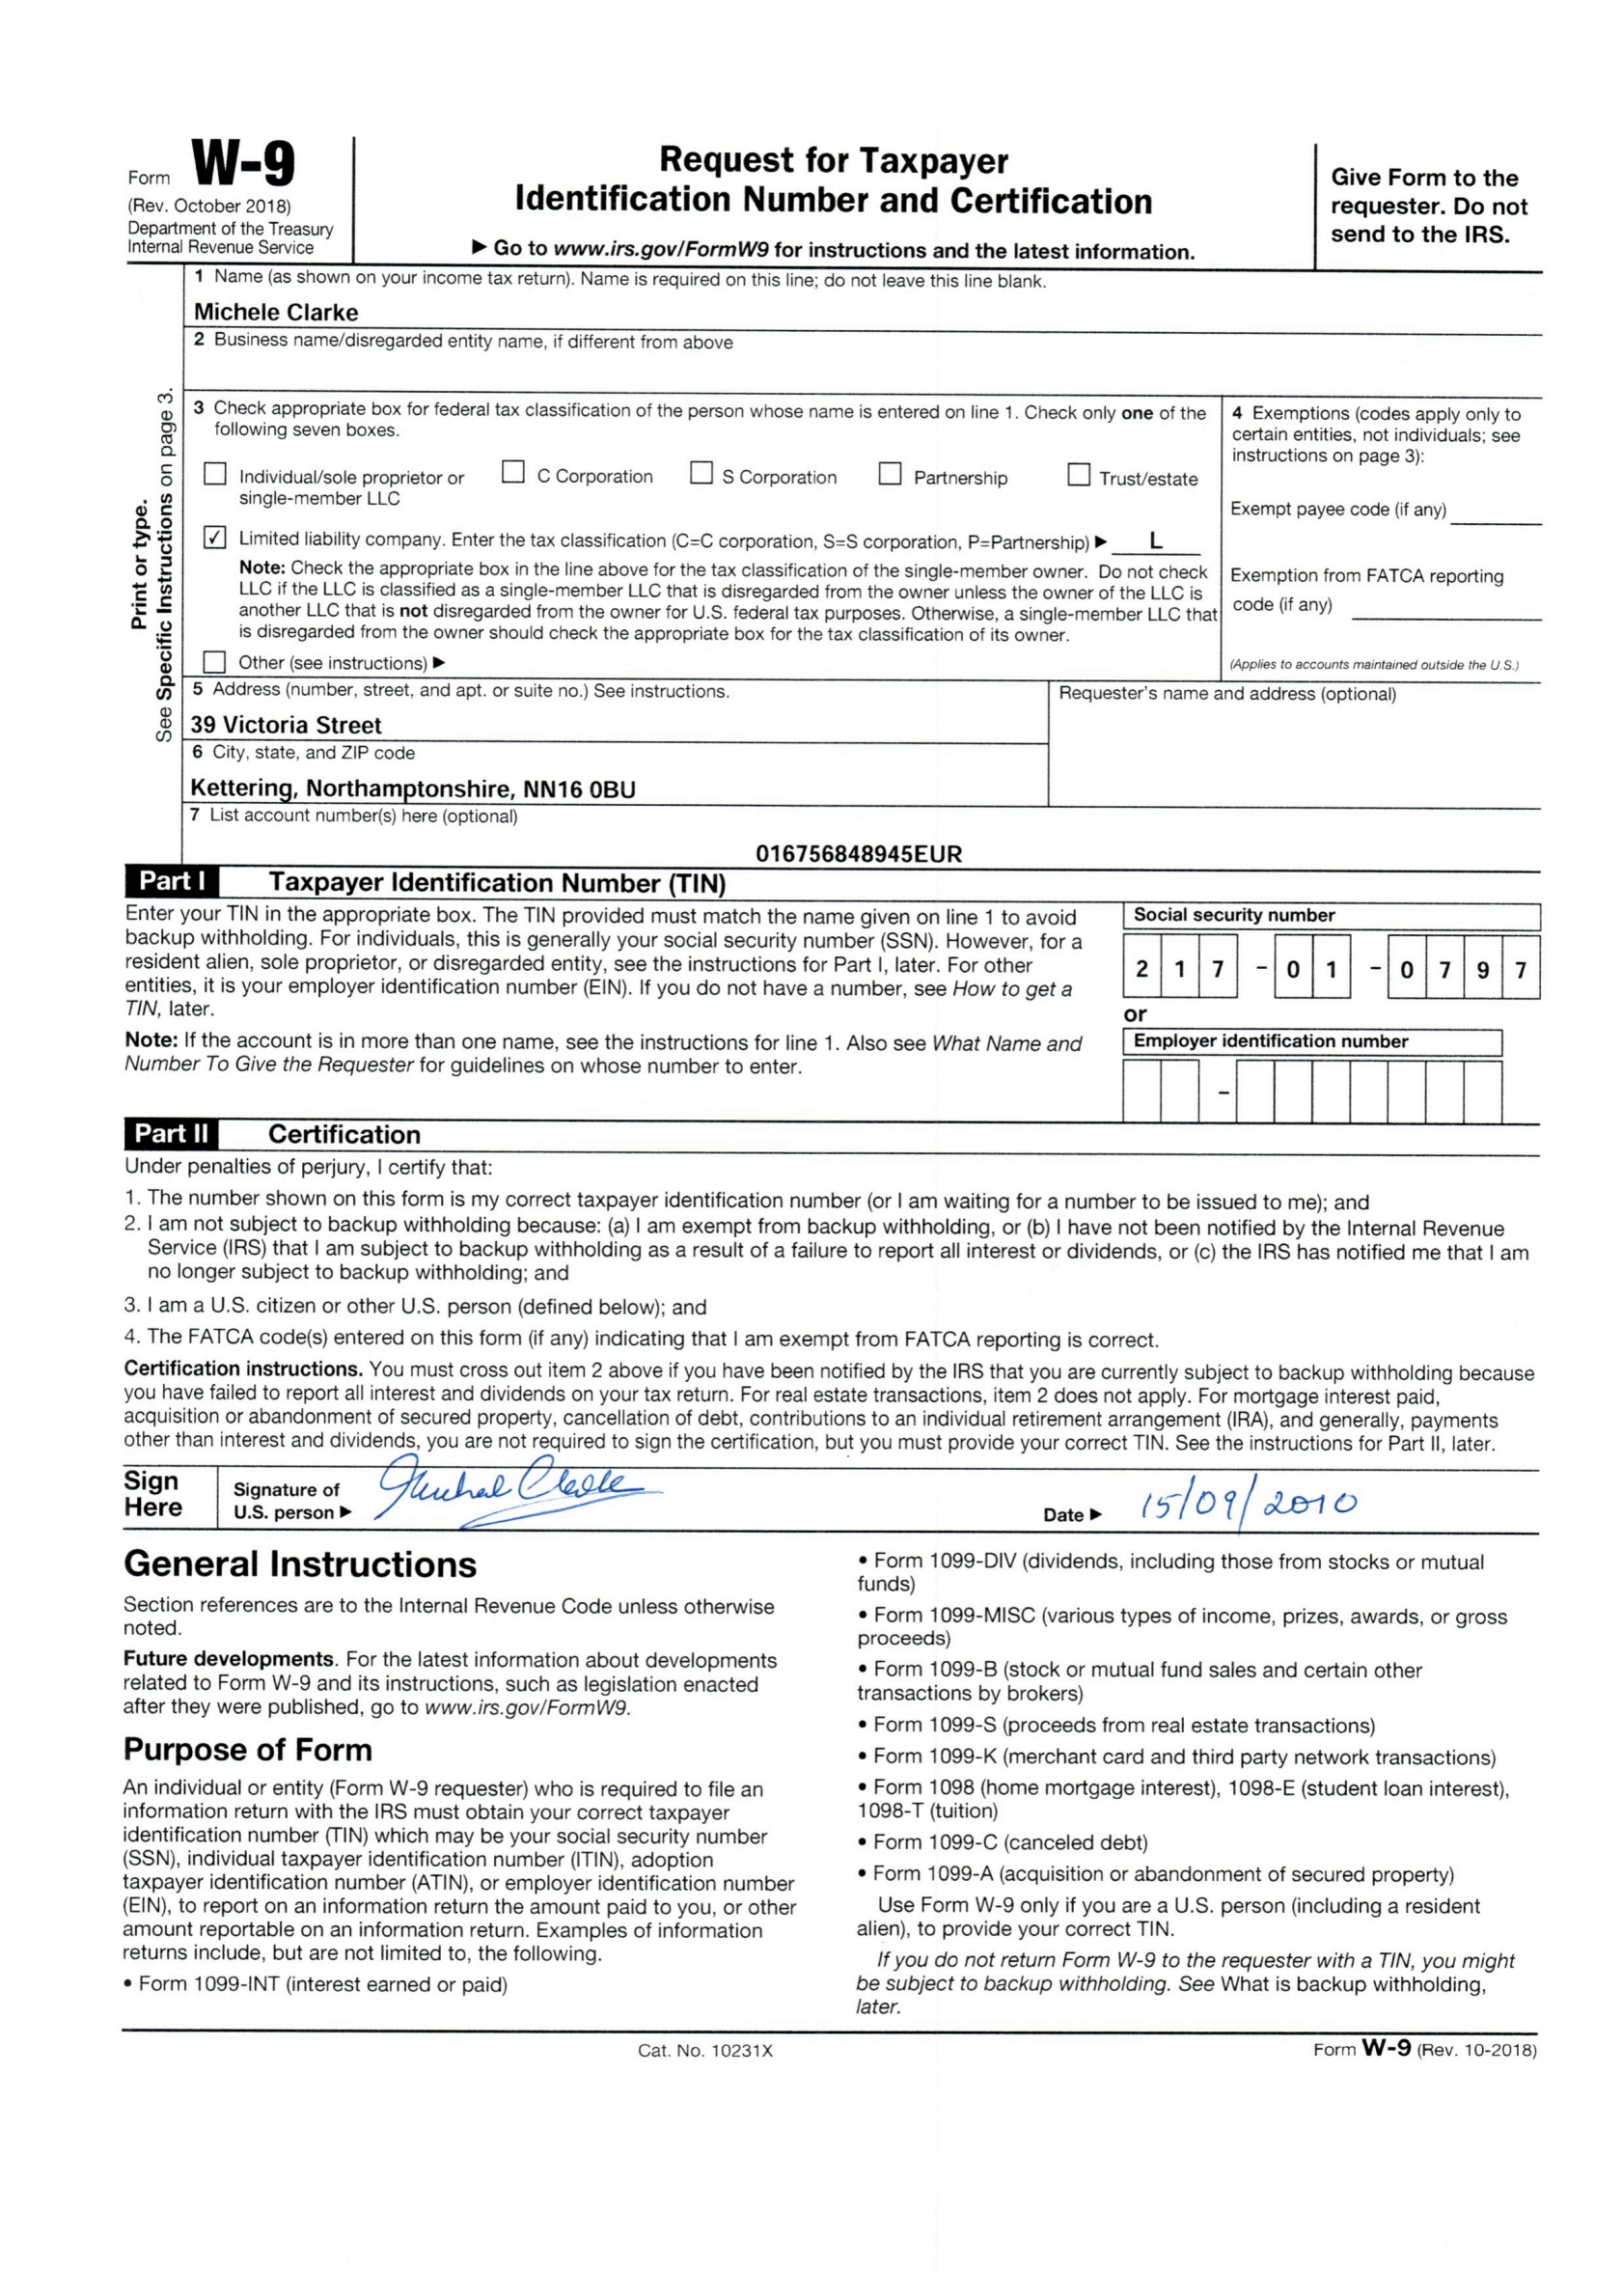 Form W-9
(Rev. October 2018)
Department of the Treasury
Internal Revenue Service
Request for Taxpayer
Identification Number and Certification
▶ Go to www.irs.gov/FormW9 for instructions and the latest information.
Give Form to the
requester. Do not
send to the IRS.
Print or type.
See Specific Instructions on page 3.
1 Name (as shown on your income tax return). Name is required on this line; do not leave this line blank.
Michele Clarke
2 Business name/disregarded entity name, if different from above
3 Check appropriate box for federal tax classification of the person whose name is entered on line 1. Check only one of the
following seven boxes.
Individual/sole proprietor or
single-member LLC
C Corporation
S Corporation
Partnership
Trust/estate
✓ Limited liability company. Enter the tax classification (C=C corporation, S=S corporation, P=Partnership) ▶ L
Note: Check the appropriate box in the line above for the tax classification of the single-member owner. Do not check
LLC if the LLC is classified as a single-member LLC that is disregarded from the owner unless the owner of the LLC is
another LLC that is not disregarded from the owner for U.S. federal tax purposes. Otherwise, a single-member LLC that
is disregarded from the owner should check the appropriate box for the tax classification of its owner.
Other (see instructions) ▶
4 Exemptions (codes apply only to
certain entities, not individuals; see
instructions on page 3):
Exempt payee code (if any)
Exemption from FATCA reporting
code (if any)
(Applies to accounts maintained outside the U.S.)
5 Address (number, street, and apt. or suite no.) See instructions.
39 Victoria Street
6 City, state, and ZIP code
Kettering, Northamptonshire, NN16 0BU
Requester's name and address (optional)
7 List account number(s) here (optional)
016756848945EUR
Part I Taxpayer Identification Number (TIN)
Enter your TIN in the appropriate box. The TIN provided must match the name given on line 1 to avoid
backup withholding. For individuals, this is generally your social security number (SSN). However, for a
resident alien, sole proprietor, or disregarded entity, see the instructions for Part I, later. For other
entities, it is your employer identification number (EIN). If you do not have a number, see How to get a
TIN, later.
Note: If the account is in more than one name, see the instructions for line 1. Also see What Name and
Number To Give the Requester for guidelines on whose number to enter.
Social security number
2 1 7 - 0 1 - 0 7 9 7
or
Employer identification number
-
Part II Certification
Under penalties of perjury, I certify that:
1. The number shown on this form is my correct taxpayer identification number (or I am waiting for a number to be issued to me); and
2. I am not subject to backup withholding because: (a) I am exempt from backup withholding, or (b) I have not been notified by the Internal Revenue
Service (IRS) that I am subject to backup withholding as a result of a failure to report all interest or dividends, or (c) the IRS has notified me that I am
no longer subject to backup withholding; and
3. I am a U.S. citizen or other U.S. person (defined below); and
4. The FATCA code(s) entered on this form (if any) indicating that I am exempt from FATCA reporting is correct.
Certification instructions. You must cross out item 2 above if you have been notified by the IRS that you are currently subject to backup withholding because
you have failed to report all interest and dividends on your tax return. For real estate transactions, item 2 does not apply. For mortgage interest paid,
acquisition or abandonment of secured property, cancellation of debt, contributions to an individual retirement arrangement (IRA), and generally, payments
other than interest and dividends, you are not required to sign the certification, but you must provide your correct TIN. See the instructions for Part II, later.
Sign
Here
Signature of
U.S. person ▶
Date ▶ 15/09/2010
General Instructions
Section references are to the Internal Revenue Code unless otherwise
noted.
Future developments. For the latest information about developments
related to Form W-9 and its instructions, such as legislation enacted
after they were published, go to www.irs.gov/FormW9.
Purpose of Form
An individual or entity (Form W-9 requester) who is required to file an
information return with the IRS must obtain your correct taxpayer
identification number (TIN) which may be your social security number
(SSN), individual taxpayer identification number (ITIN), adoption
taxpayer identification number (ATIN), or employer identification number
(EIN), to report on an information return the amount paid to you, or other
amount reportable on an information return. Examples of information
returns include, but are not limited to, the following.
• Form 1099-INT (interest earned or paid)
• Form 1099-DIV (dividends, including those from stocks or mutual
funds)
• Form 1099-MISC (various types of income, prizes, awards, or gross
proceeds)
• Form 1099-B (stock or mutual fund sales and certain other
transactions by brokers)
• Form 1099-S (proceeds from real estate transactions)
• Form 1099-K (merchant card and third party network transactions)
• Form 1098 (home mortgage interest), 1098-E (student loan interest),
1098-T (tuition)
• Form 1099-C (canceled debt)
• Form 1099-A (acquisition or abandonment of secured property)
Use Form W-9 only if you are a U.S. person (including a resident
alien), to provide your correct TIN.
If you do not return Form W-9 to the requester with a TIN, you might
be subject to backup withholding. See What is backup withholding,
later.
Cat. No. 10231X
Form W-9 (Rev. 10-2018)